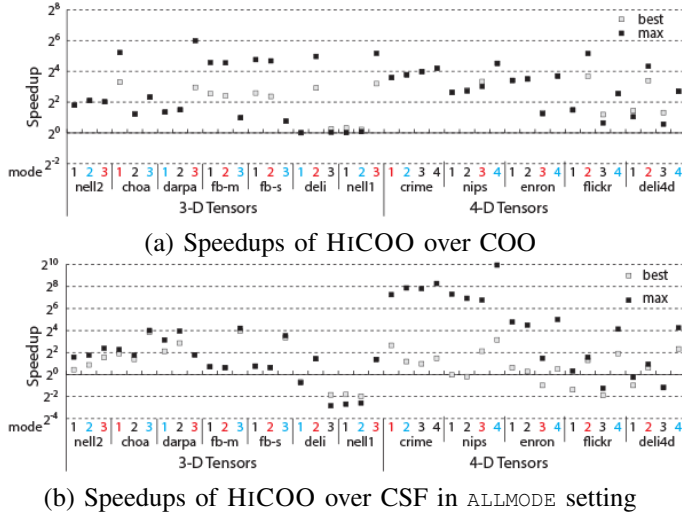 2^8
best
max
2^6
2^4
2^2
2^0
2^-2
Speedup
mode 1 2 3 1 2 3 1 2 3 1 2 3 1 2 3 1 2 3 1 2 3 1 2 3 4 1 2 3 4 1 2 3 4 1 2 3 4 1 2 3 4
nell2 choa darpa fb-m fb-s deli nell1 crime nips enron flickr deli4d
3-D Tensors 4-D Tensors
(a) Speedups of HICOO over COO
2^10
best
2^8
max
2^6
2^4
2^2
2^0
2^-2
2^-4
Speedup
mode 1 2 3 1 2 3 1 2 3 1 2 3 1 2 3 1 2 3 1 2 3 1 2 3 4 1 2 3 4 1 2 3 4 1 2 3 4 1 2 3 4
nell2 choa darpa fb-m fb-s deli nell1 crime nips enron flickr deli4d
3-D Tensors 4-D Tensors
(b) Speedups of HICOO over CSF in ALLMODE setting